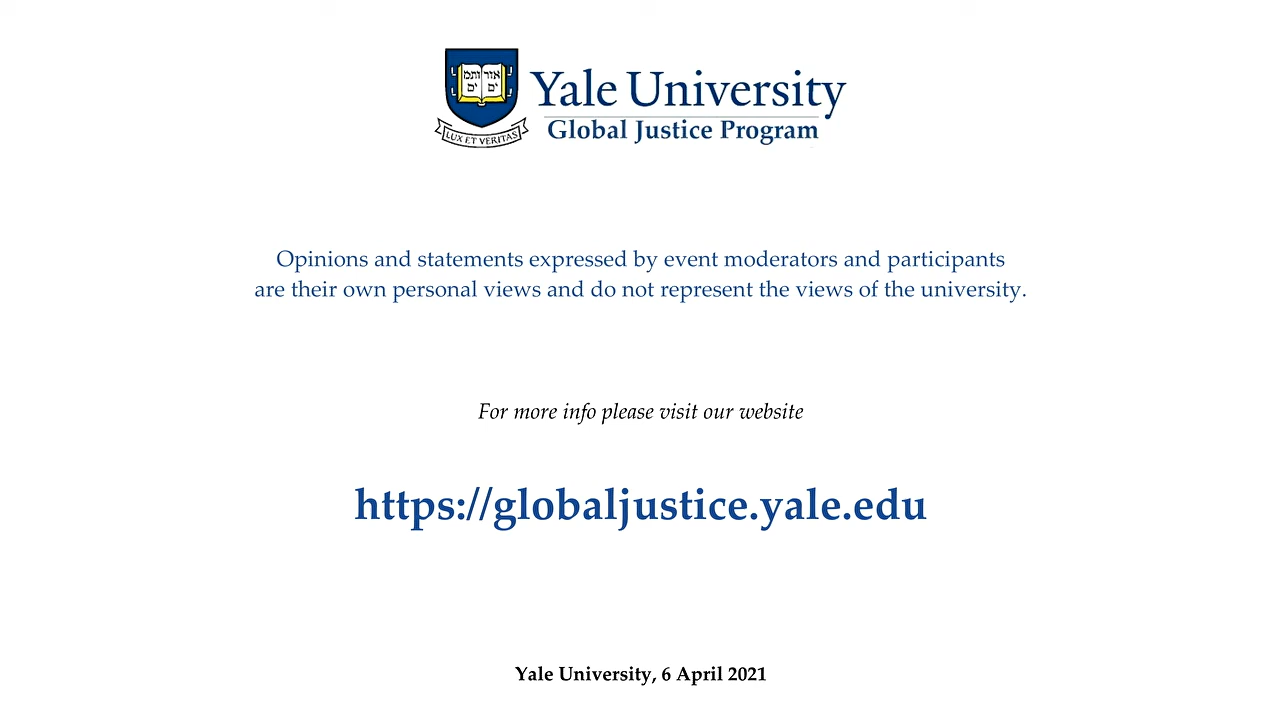 אורים
ותמים
LUX ET VERITAS
Yale University
Global Justice Program
Opinions and statements expressed by event moderators and participants
are their own personal views and do not represent the views of the university.
For more info please visit our website
https://globaljustice.yale.edu
Yale University, 6 April 2021